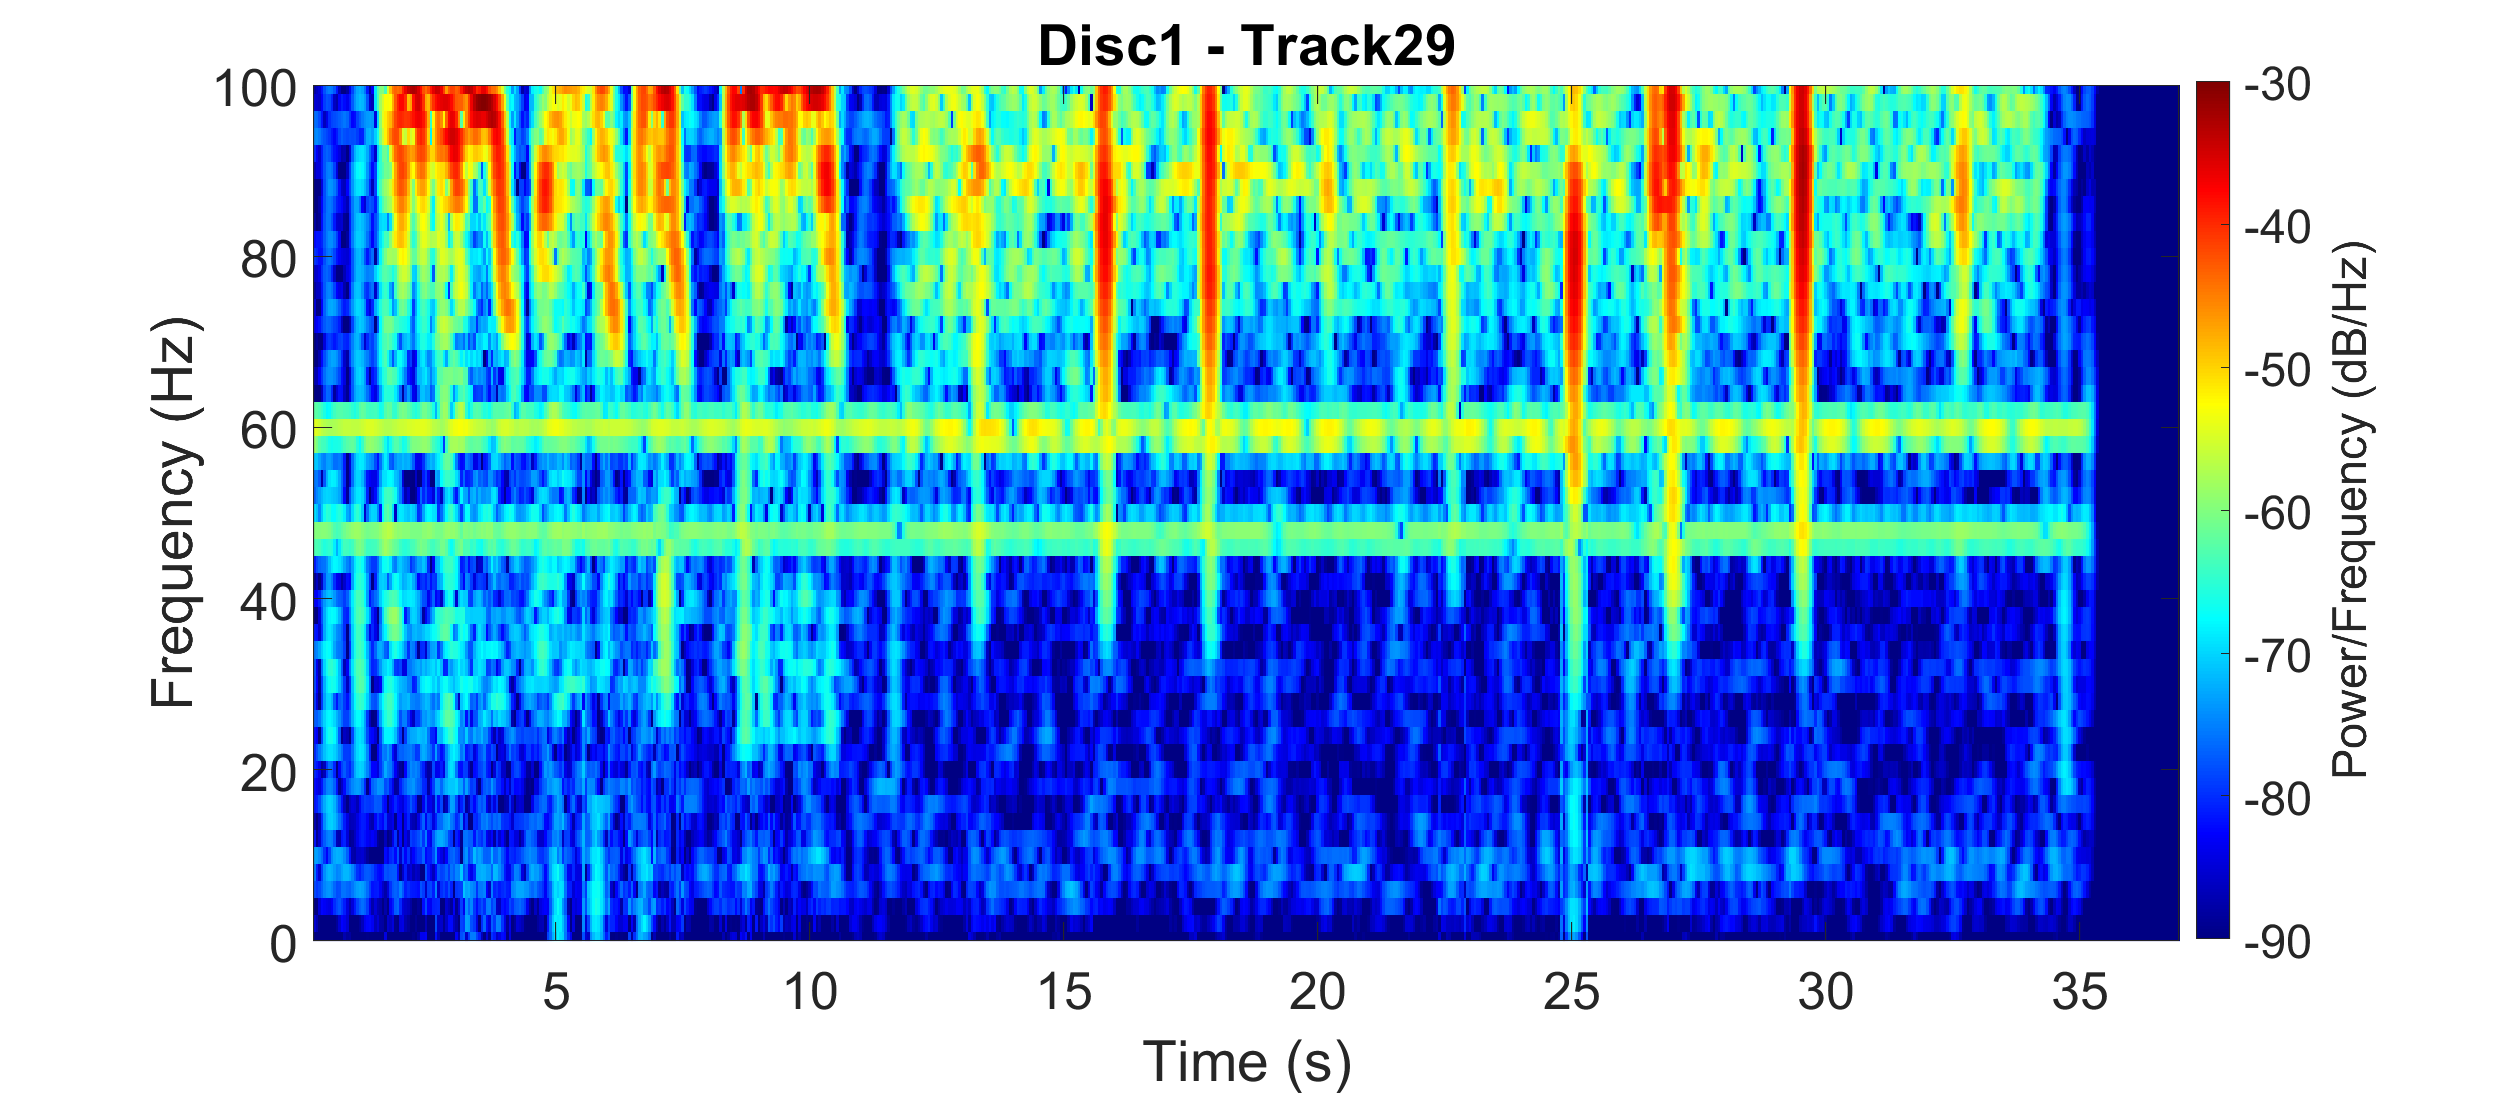 Disc1 - Track29
100
80
60
40
20
0
Frequency (Hz)
5 10 15 20 25 30 35
Time (s)
-30
-40
-50
-60
-70
-80
-90
Power/Frequency (dB/Hz)